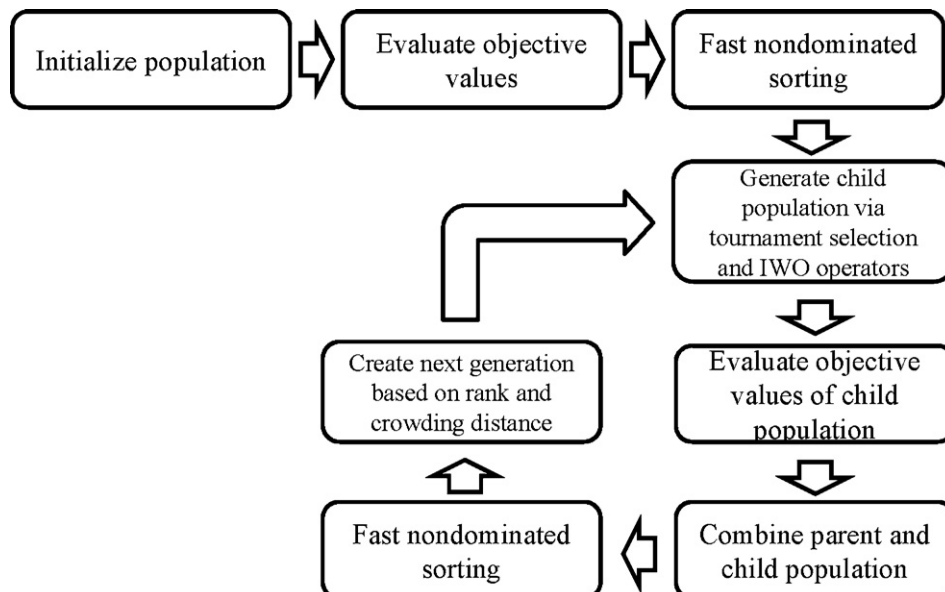 Initialize population
Evaluate objective
values
Fast nondominated
sorting
Generate child
population via
tournament selection
and IWO operators
Evaluate objective
values of child
population
Combine parent and
child population
Fast nondominated
sorting
Create next generation
based on rank and
crowding distance